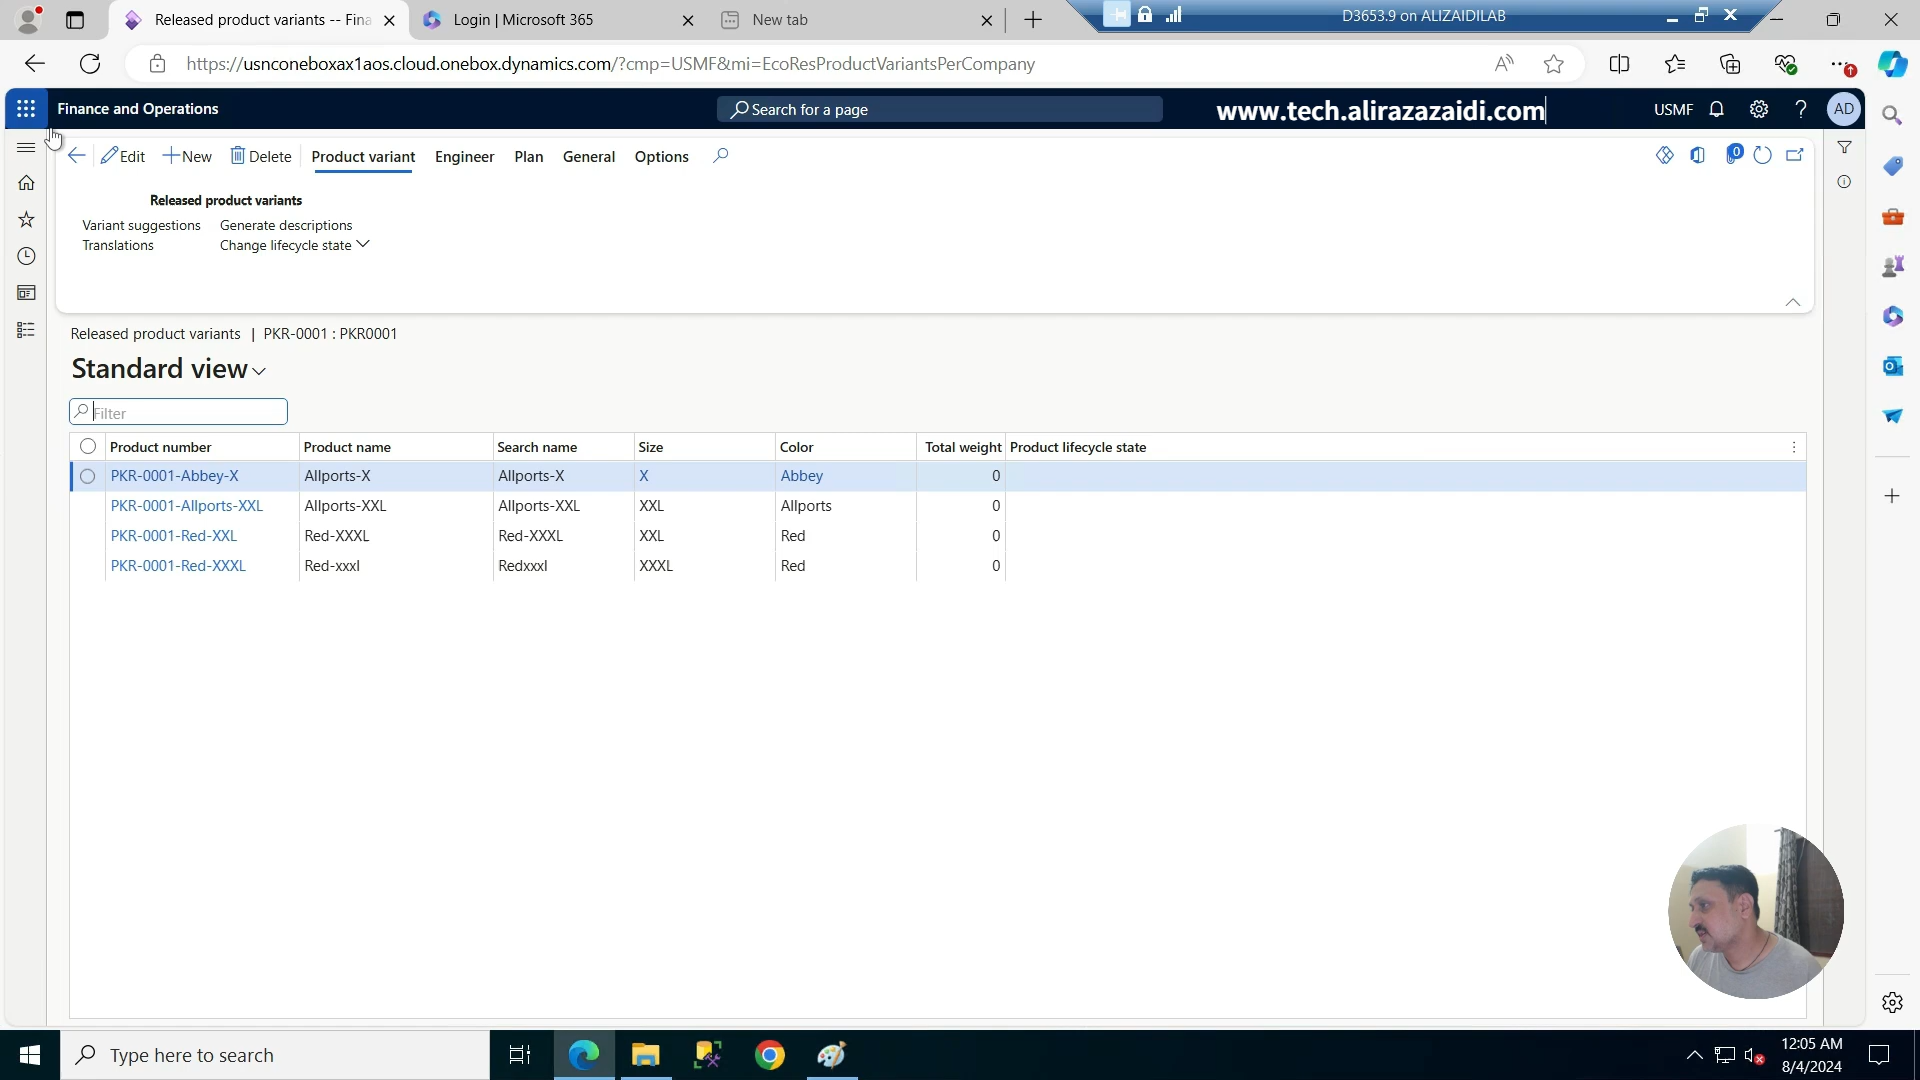 Released product variants -- Fina
Login | Microsoft 365
New tab
D3653.9 on ALIZAIDILAB
https://usnconeboxax1aos.cloud.onebox.dynamics.com/?cmp=USMF&mi=EcoResProductVariantsPerCompany
Finance and Operations
Search for a page
www.tech.alirazazaidi.com
USMF
AD
Edit
New
Delete
Product variant
Engineer
Plan
General
Options
0
Released product variants
Variant suggestions Generate descriptions
Translations Change lifecycle state
Released product variants | PKR-0001 : PKR0001
Standard view
Filter
Product number Product name Search name Size Color Total weight Product lifecycle state
PKR-0001-Abbey-X Allports-X Allports-X X Abbey 0
PKR-0001-Allports-XXL Allports-XXL Allports-XXL XXL Allports 0
PKR-0001-Red-XXL Red-XXXL Red-XXXL XXL Red 0
PKR-0001-Red-XXXL Red-xxxl Redxxxl XXXL Red 0
Type here to search
12:05 AM
8/4/2024